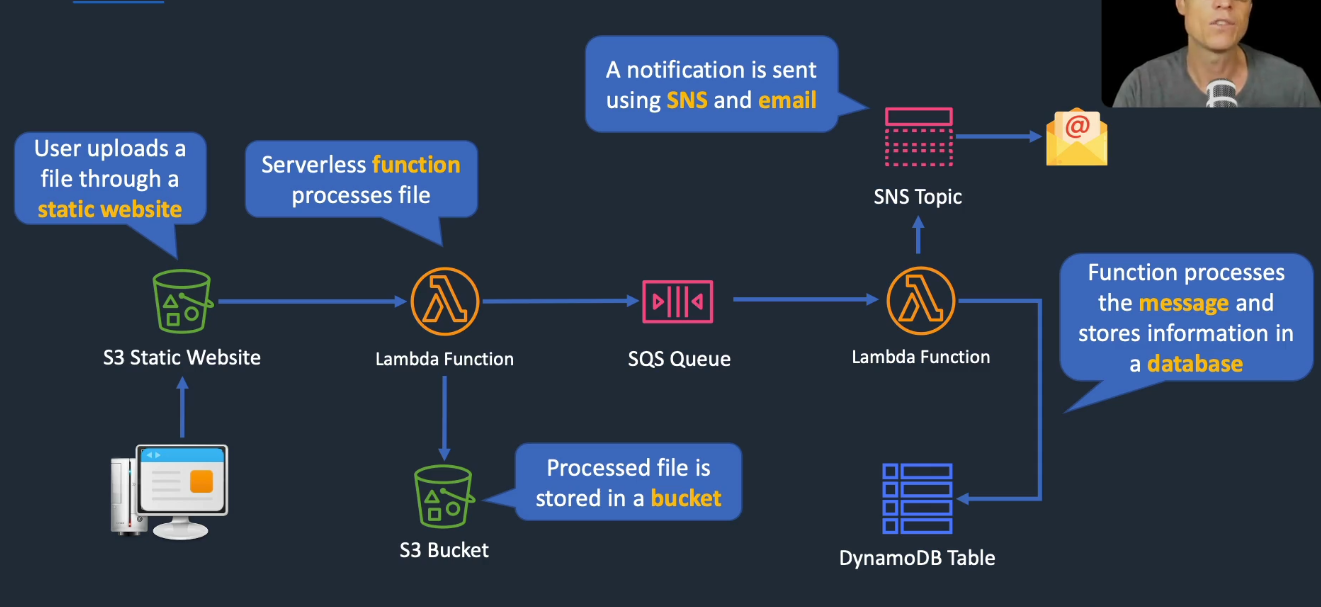 A notification is sent
using SNS and email
User uploads a
file through a
static website
Serverless function
processes file
SNS Topic
Function processes
the message and
stores information in
a database
S3 Static Website
Lambda Function
SQS Queue
Lambda Function
Processed file is
stored in a bucket
S3 Bucket
DynamoDB Table